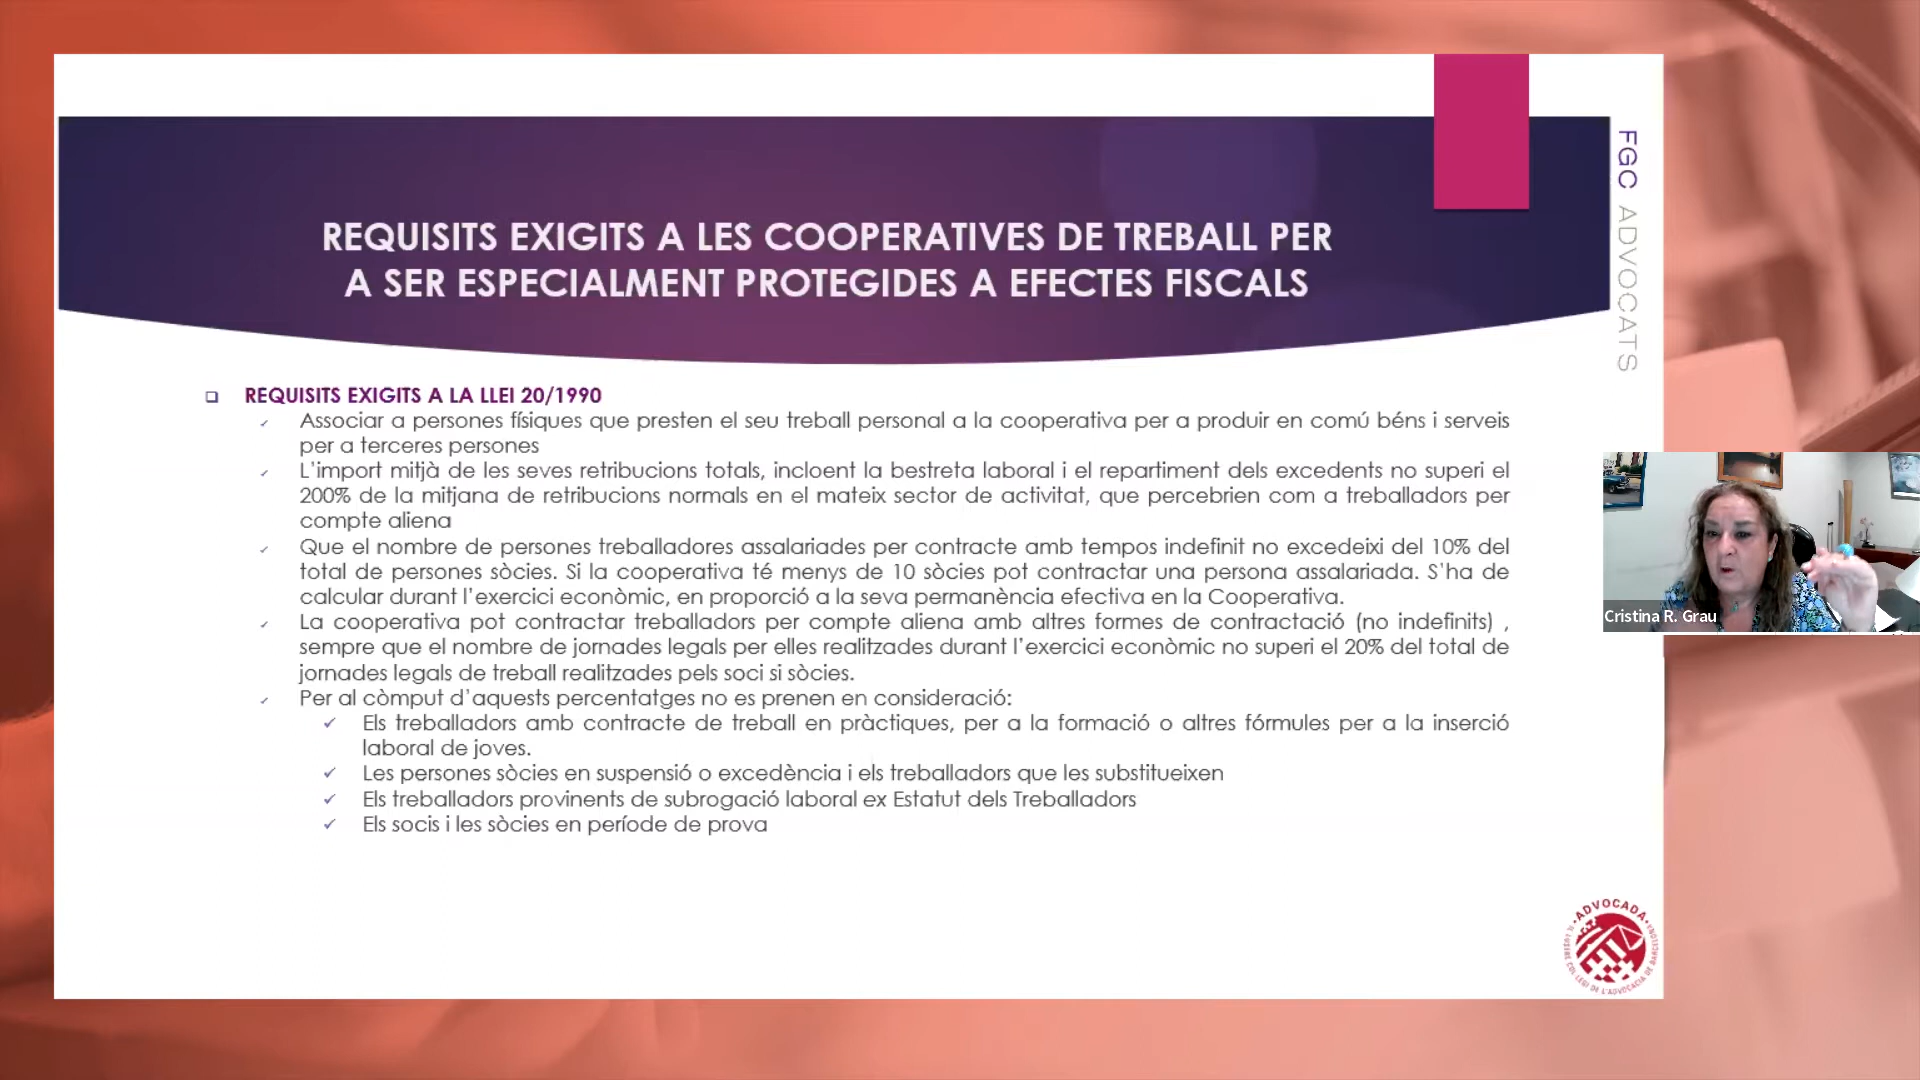 REQUISITS EXIGITS A LES COOPERATIVES DE TREBALL PER
A SER ESPECIALMENT PROTEGIDES A EFECTES FISCALS
FGC ADVOCATS
REQUISITS EXIGITS A LA LLEI 20/1990
Associar a persones físiques que presten el seu treball personal a la cooperativa per a produir en comú béns i serveis
per a terceres persones
L'import mitjà de les seves retribucions totals, incloent la bestreta laboral i el repartiment dels excedents no superi el
200% de la mitjana de retribucions normals en el mateix sector de activitat, que percebrien com a treballadors per
compte aliena
Que el nombre de persones treballadores assalariades per contracte amb tempos indefinit no excedeixi del 10% del
total de persones sòcies. Si la cooperativa té menys de 10 sòcies pot contractar una persona assalariada. S'ha de
calcular durant l'exercici econòmic, en proporció a la seva permanència efectiva en la Cooperativa.
La cooperativa pot contractar treballadors per compte aliena amb altres formes de contractació (no indefinits) ,
sempre que el nombre de jornades legals per elles realitzades durant l'exercici econòmic no superi el 20% del total de
jornades legals de treball realitzades pels soci si sòcies.
Per al còmput d'aquests percentatges no es prenen en consideració:
Els treballadors amb contracte de treball en pràctiques, per a la formació o altres fórmules per a la inserció
laboral de joves.
Les persones sòcies en suspensió o excedència i els treballadors que les substitueixen
Els treballadors provinents de subrogació laboral ex Estatut dels Treballadors
Els socis i les sòcies en període de prova
Cristina R. Grau
ADVOCADA